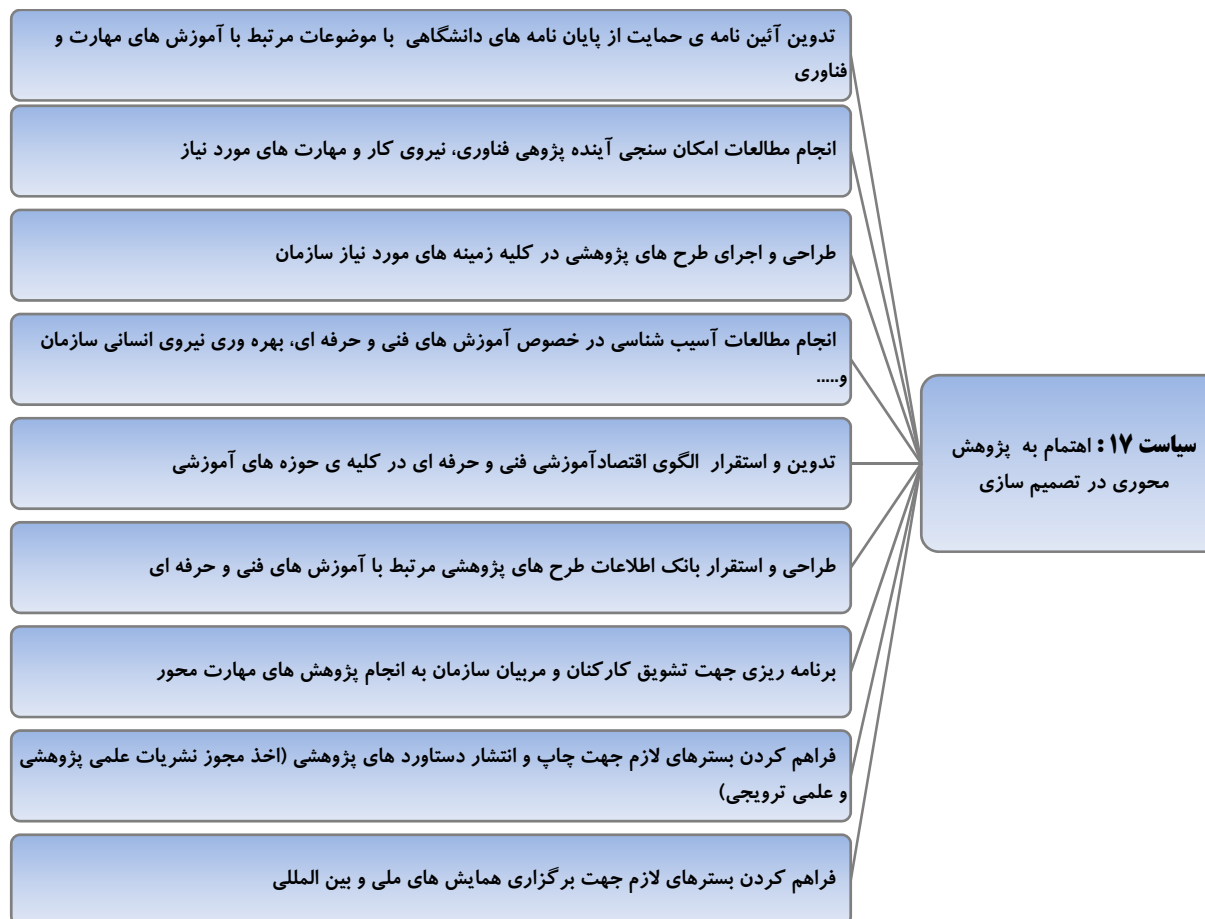 سیاست ۱۷ : اهتمام به پژوهش
محوری در تصمیم سازی
تدوین آئین نامه ی حمایت از پایان نامه های دانشگاهی با موضوعات مرتبط با آموزش های مهارت و
فناوری
انجام مطالعات امکان سنجی آینده پژوهی فناوری، نیروی کار و مهارت های مورد نیاز
طراحی و اجرای طرح های پژوهشی در کلیه زمینه های مورد نیاز سازمان
انجام مطالعات آسیب شناسی در خصوص آموزش های فنی و حرفه ای، بهره وری نیروی انسانی سازمان
و.....
تدوین و استقرار الگوی اقتصادآموزشی فنی و حرفه ای در کلیه ی حوزه های آموزشی
طراحی و استقرار بانک اطلاعات طرح های پژوهشی مرتبط با آموزش های فنی و حرفه ای
برنامه ریزی جهت تشویق کارکنان و مربیان سازمان به انجام پژوهش های مهارت محور
فراهم کردن بسترهای لازم جهت چاپ و انتشار دستاورد های پژوهشی (اخذ مجوز نشریات علمی پژوهشی
و علمی ترویجی)
فراهم کردن بسترهای لازم جهت برگزاری همایش های ملی و بین المللی